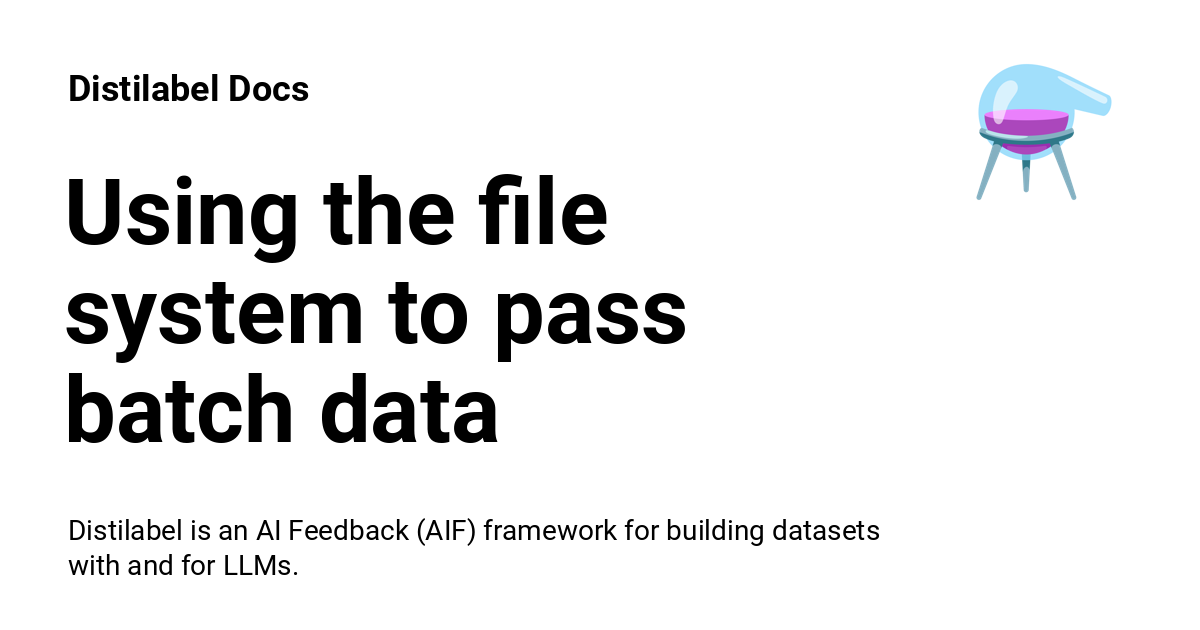 Distilabel Docs
Using the file
system to pass
batch data
Distilabel is an AI Feedback (AIF) framework for building datasets
with and for LLMs.